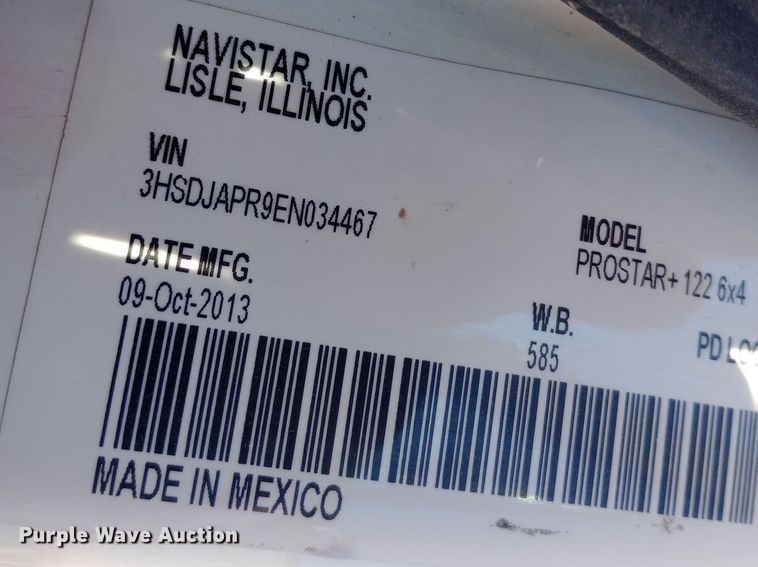 NAVISTAR, INC.
LISLE, ILLINOIS
VIN
3HSDJAPR9EN034467
MODEL
PROSTAR+ 122 6x4
DATE MFG.
09-Oct-2013
W.B.
585
PD
MADE IN MEXICO
Purple Wave Auction